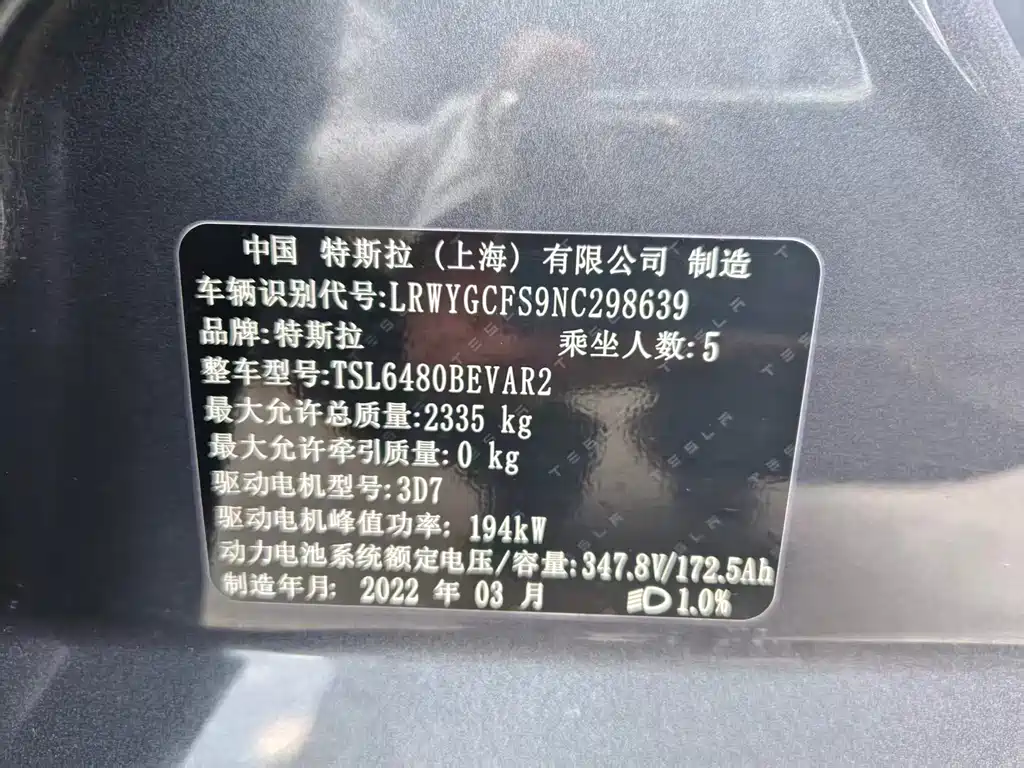 中国 特斯拉 (上海) 有限公司 制造
车辆识别代号:LRWYGCFS9NC298639
品牌:特斯拉 乘坐人数:5
整车型号:TSL6480BEVAR2
最大允许总质量:2335 kg
最大允许牵引质量:0 kg
驱动电机型号:3D7
驱动电机峰值功率: 194kW
动力电池系统额定电压/容量:347.8V/172.5Ah
制造年月: 2022 年 03 月 1.0%
TESLA TESLA TESLA TESLA